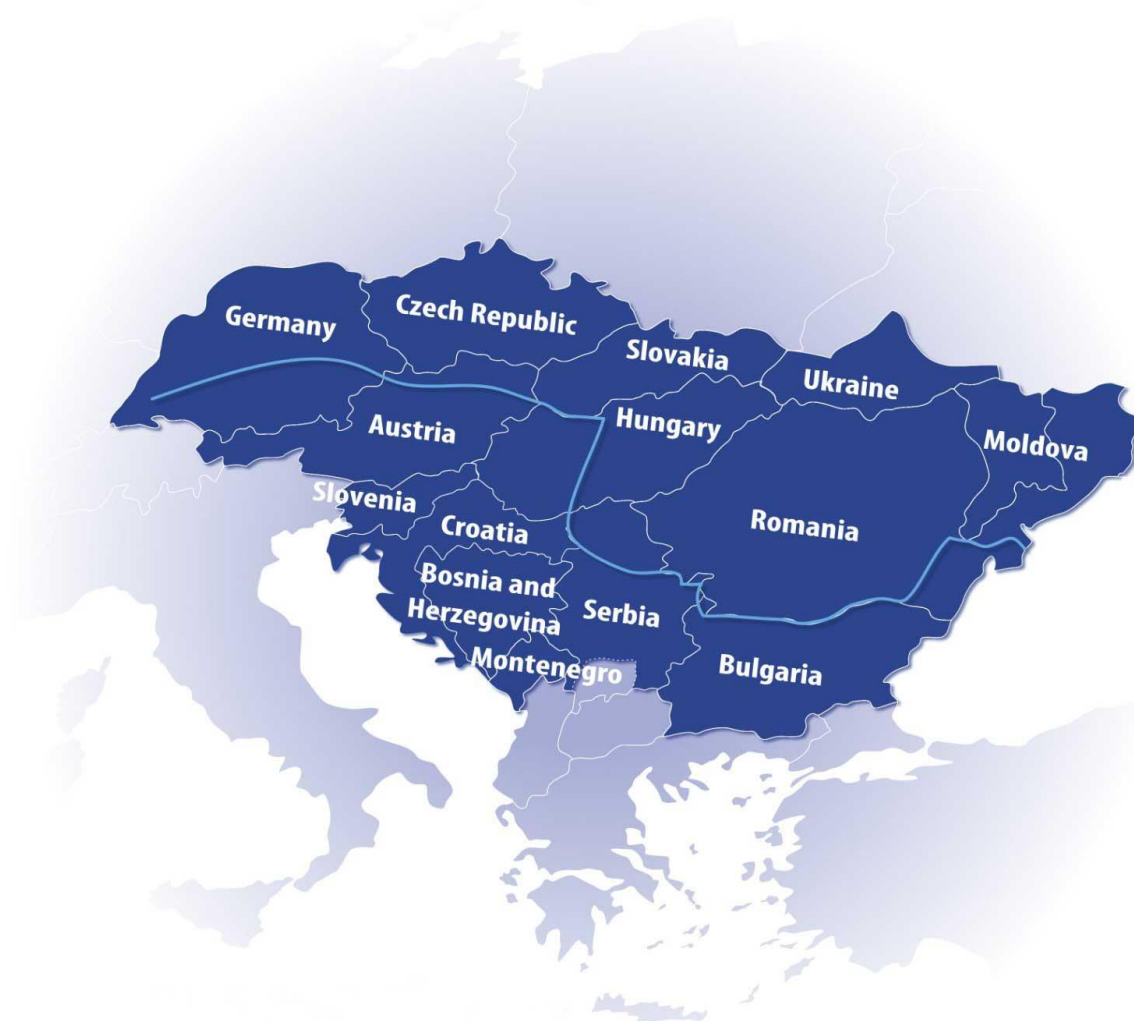 Germany
Czech Republic
Slovakia
Ukraine
Austria
Hungary
Moldova
Slovenia
Croatia
Romania
Bosnia and
Herzegovina
Serbia
Montenegro
Bulgaria